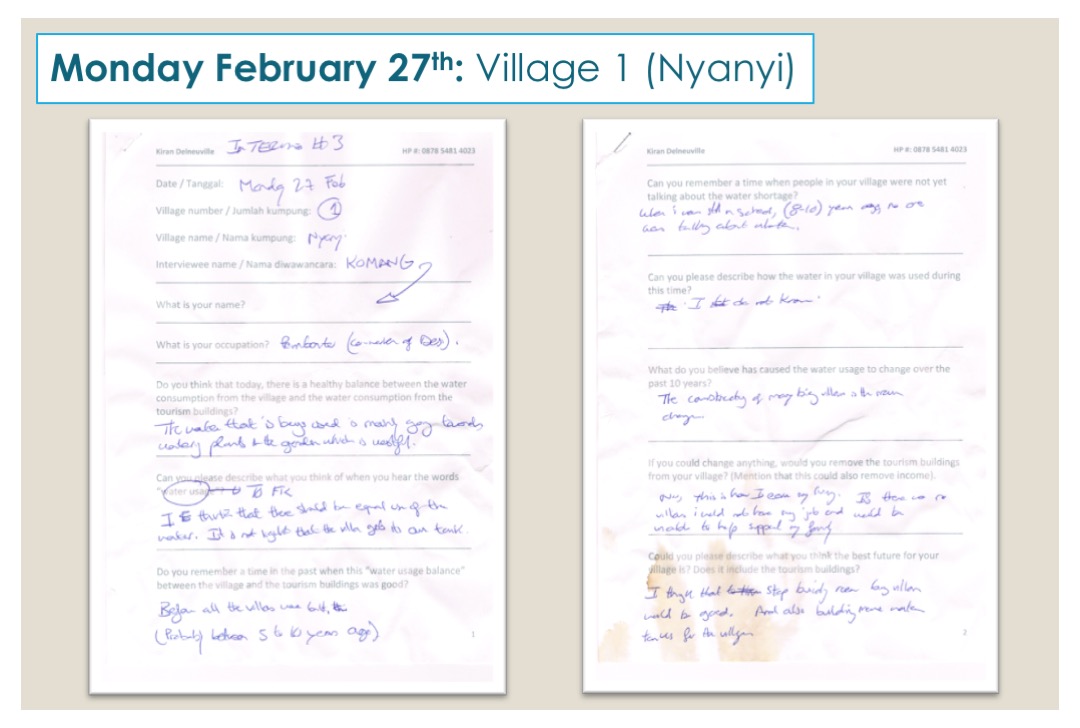 Monday February 27th: Village 1 (Nyanyi)
Kiran Delneuville
#3
HP #: 0878 5481 4023
Date / Tanggal: 27 Feb
Village number / Jumlah kumpung: 1
Village name / Nama kumpung:
Interviewee name / Nama diwawancara: KOMANG
What is your name?
What is your occupation? (of Desa).
Do you think that today, there is a healthy balance between the water
consumption from the village and the water consumption from the
tourism buildings?
The water that is being used is mainly going towards
watering plants & the garden which is wasteful.
Can you please describe what you think of when you hear the words
"water usage
I think that there should be equal use of the
water. It is not right that the villa gets its own tank.
Do you remember a time in the past when this "water usage balance"
between the village and the tourism buildings was good?
Before all the villas were built,
(Probably between 5 to 10 years ago)
1
Kiran Delneuville
HP #: 0878 5481 4023
Can you remember a time when people in your village were not yet
talking about the water shortage?
When i was still in school, (8-10) years ago no one
was talking about water.
Can you please describe how the water in your village was used during
this time?
I do not know.
What do you believe has caused the water usage to change over the
past 10 years?
The of many big villas is the main
change.
If you could change anything, would you remove the tourism buildings
from your village? (Mention that this could also remove income).
this is how I earn my living. If there were no
villas i would not have my job and would be
unable to help support my family
Could you please describe what you think the best future for your
village is? Does it include the tourism buildings?
I think that stop building more big villas
would be good. And also building more water
for the villagers
2